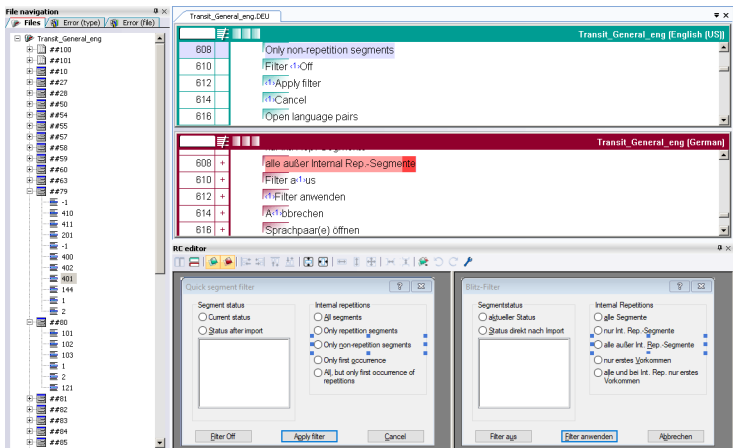 File navigation
Files Error (type) Error (file)
Transit_General_eng
##100
##101
##10
##27
##28
##50
##54
##55
##57
##58
##59
##60
##63
##79
-1
410
411
201
-1
400
402
401
144
1
2
##80
101
102
103
1
2
121
##81
##82
##83
##84
##85
Transit_General_eng.DEU
Transit_General_eng (English (US))
608 Only non-repetition segments
610 Filter ‹1›Off
612 ‹1›Apply filter
614 ‹1›Cancel
616 Open language pairs
Transit_General_eng (German)
608 + alle außer Internal Rep.-Segmente
610 + Filter a‹1›us
612 + ‹1›Filter anwenden
614 + A‹1›bbrechen
616 + Sprachpaar(e) öffnen
RC editor
Quick segment filter
Segment status
Current status
Status after import
Internal repetitions
All segments
Only repetition segments
Only non-repetition segments
Only first occurrence
All, but only first occurrence of
repetitions
Filter Off Apply filter Cancel
Blitz-Filter
Segmentstatus
aktueller Status
Status direkt nach Import
Internal Repetitions
alle Segmente
nur Int. Rep.-Segmente
alle außer Int. Rep.-Segmente
nur erstes Vorkommen
alle und bei Int. Rep. nur erstes
Vorkommen
Filter aus Filter anwenden Abbrechen